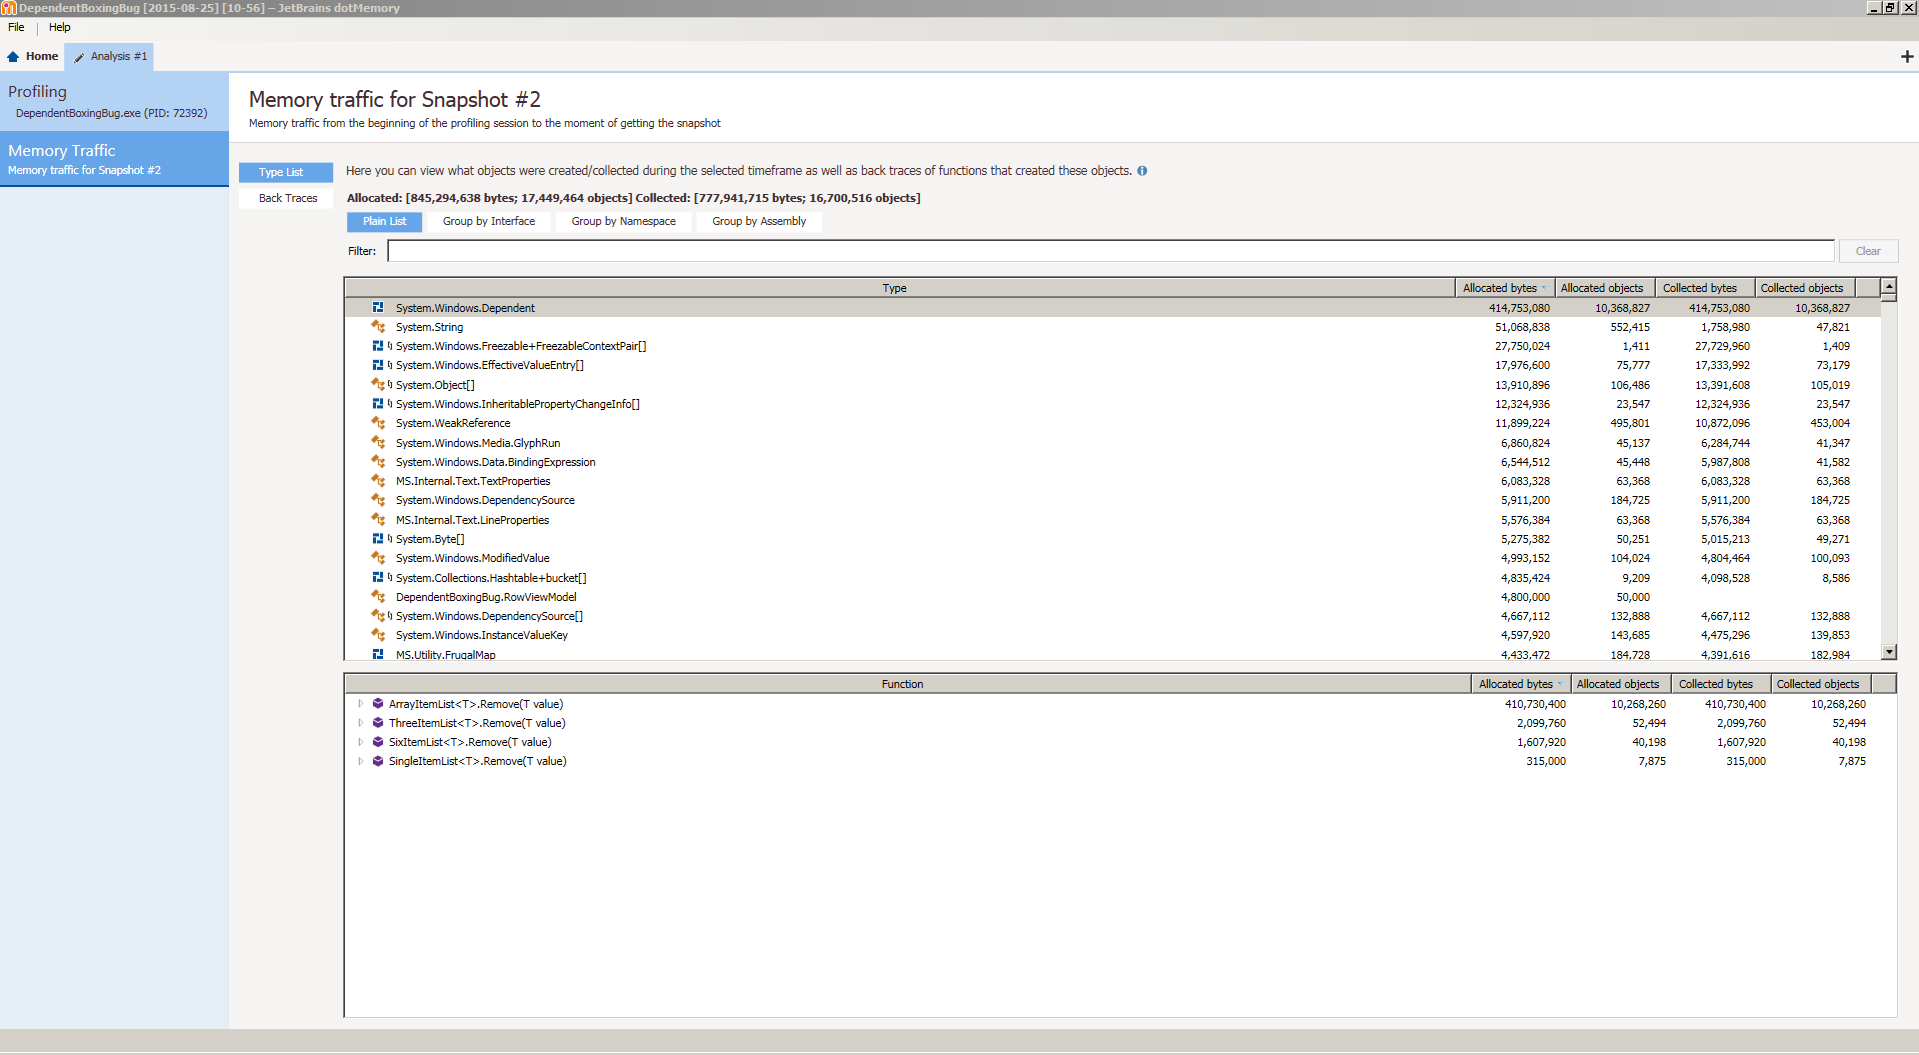 DependentBoxingBug [2015-08-25] [10-56] – JetBrains dotMemory
File Help
Home Analysis #1
Profiling
DependentBoxingBug.exe (PID: 72392)
Memory Traffic
Memory traffic for Snapshot #2
Memory traffic for Snapshot #2
Memory traffic from the beginning of the profiling session to the moment of getting the snapshot
Type List
Back Traces
Here you can view what objects were created/collected during the selected timeframe as well as back traces of functions that created these objects.
Allocated: [845,294,638 bytes; 17,449,464 objects] Collected: [777,941,715 bytes; 16,700,516 objects]
Plain List Group by Interface Group by Namespace Group by Assembly
Filter: Clear
Type Allocated bytes Allocated objects Collected bytes Collected objects
System.Windows.Dependent 414,753,080 10,368,827 414,753,080 10,368,827
System.String 51,068,838 552,415 1,758,980 47,821
System.Windows.Freezable+FreezableContextPair[] 27,750,024 1,411 27,729,960 1,409
System.Windows.EffectiveValueEntry[] 17,976,600 75,777 17,333,992 73,179
System.Object[] 13,910,896 106,486 13,391,608 105,019
System.Windows.InheritablePropertyChangeInfo[] 12,324,936 23,547 12,324,936 23,547
System.WeakReference 11,899,224 495,801 10,872,096 453,004
System.Windows.Media.GlyphRun 6,860,824 45,137 6,284,744 41,347
System.Windows.Data.BindingExpression 6,544,512 45,448 5,987,808 41,582
MS.Internal.Text.TextProperties 6,083,328 63,368 6,083,328 63,368
System.Windows.DependencySource 5,911,200 184,725 5,911,200 184,725
MS.Internal.Text.LineProperties 5,576,384 63,368 5,576,384 63,368
System.Byte[] 5,275,382 50,251 5,015,213 49,271
System.Windows.ModifiedValue 4,993,152 104,024 4,804,464 100,093
System.Collections.Hashtable+bucket[] 4,835,424 9,209 4,098,528 8,586
DependentBoxingBug.RowViewModel 4,800,000 50,000
System.Windows.DependencySource[] 4,667,112 132,888 4,667,112 132,888
System.Windows.InstanceValueKey 4,597,920 143,685 4,475,296 139,853
MS.Utility.FrugalMap 4,433,472 184,728 4,391,616 182,984
Function Allocated bytes Allocated objects Collected bytes Collected objects
ArrayItemList<T>.Remove(T value) 410,730,400 10,268,260 410,730,400 10,268,260
ThreeItemList<T>.Remove(T value) 2,099,760 52,494 2,099,760 52,494
SixItemList<T>.Remove(T value) 1,607,920 40,198 1,607,920 40,198
SingleItemList<T>.Remove(T value) 315,000 7,875 315,000 7,875